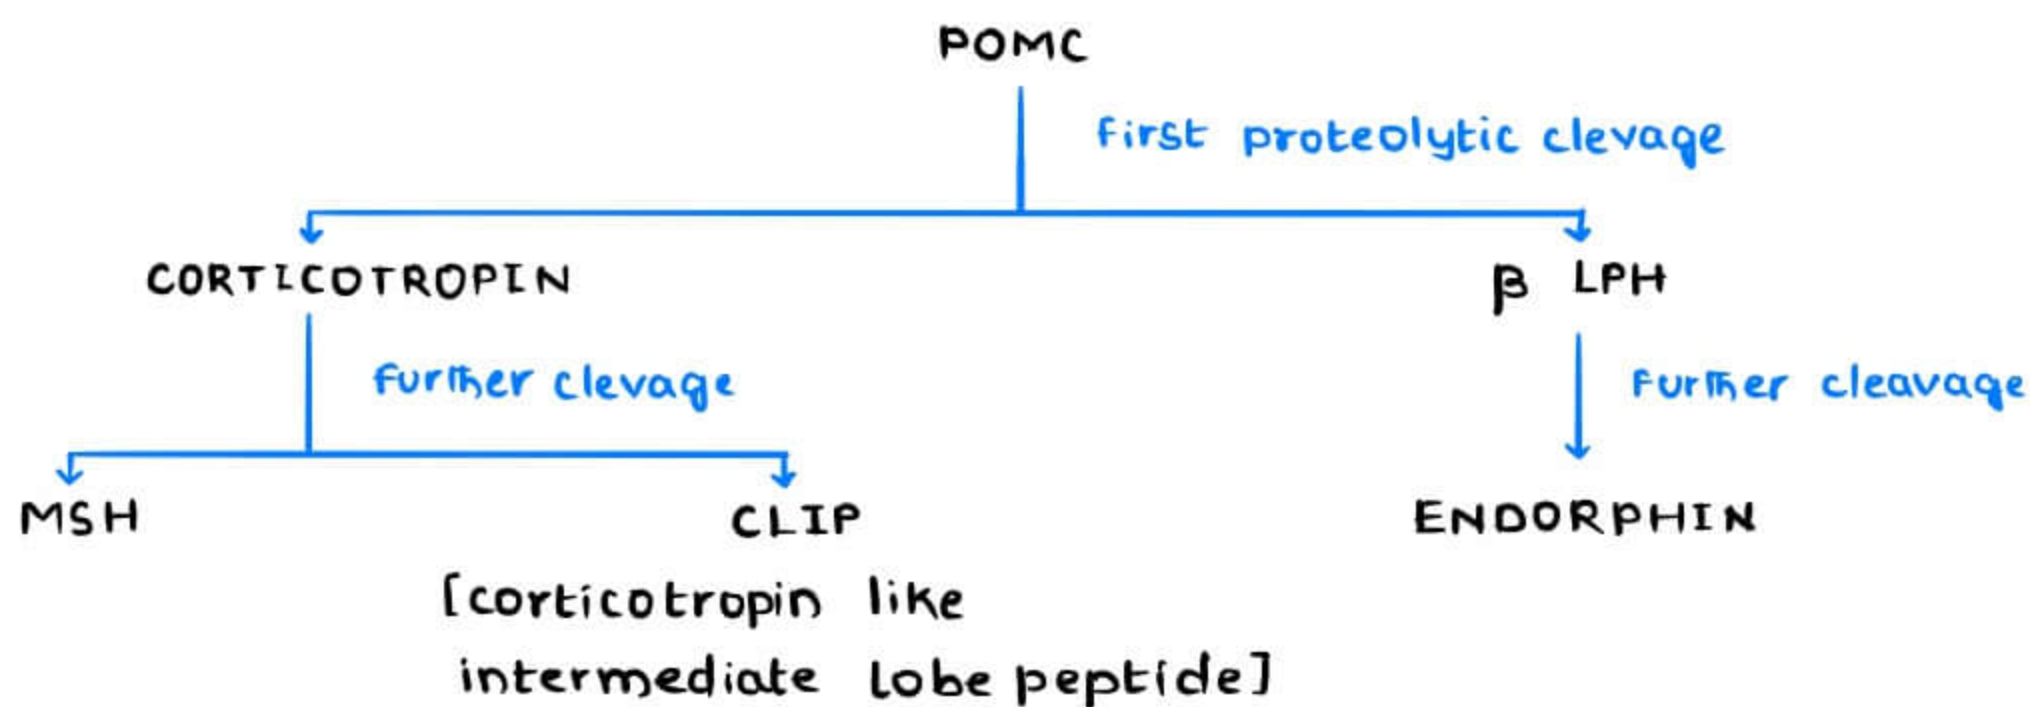 POMC
First proteolytic clevage
CORTICOTROPIN
β LPH
Further clevage
Further cleavage
MSH
CLIP
ENDORPHIN
[corticotropin like
intermediate lobe peptide]